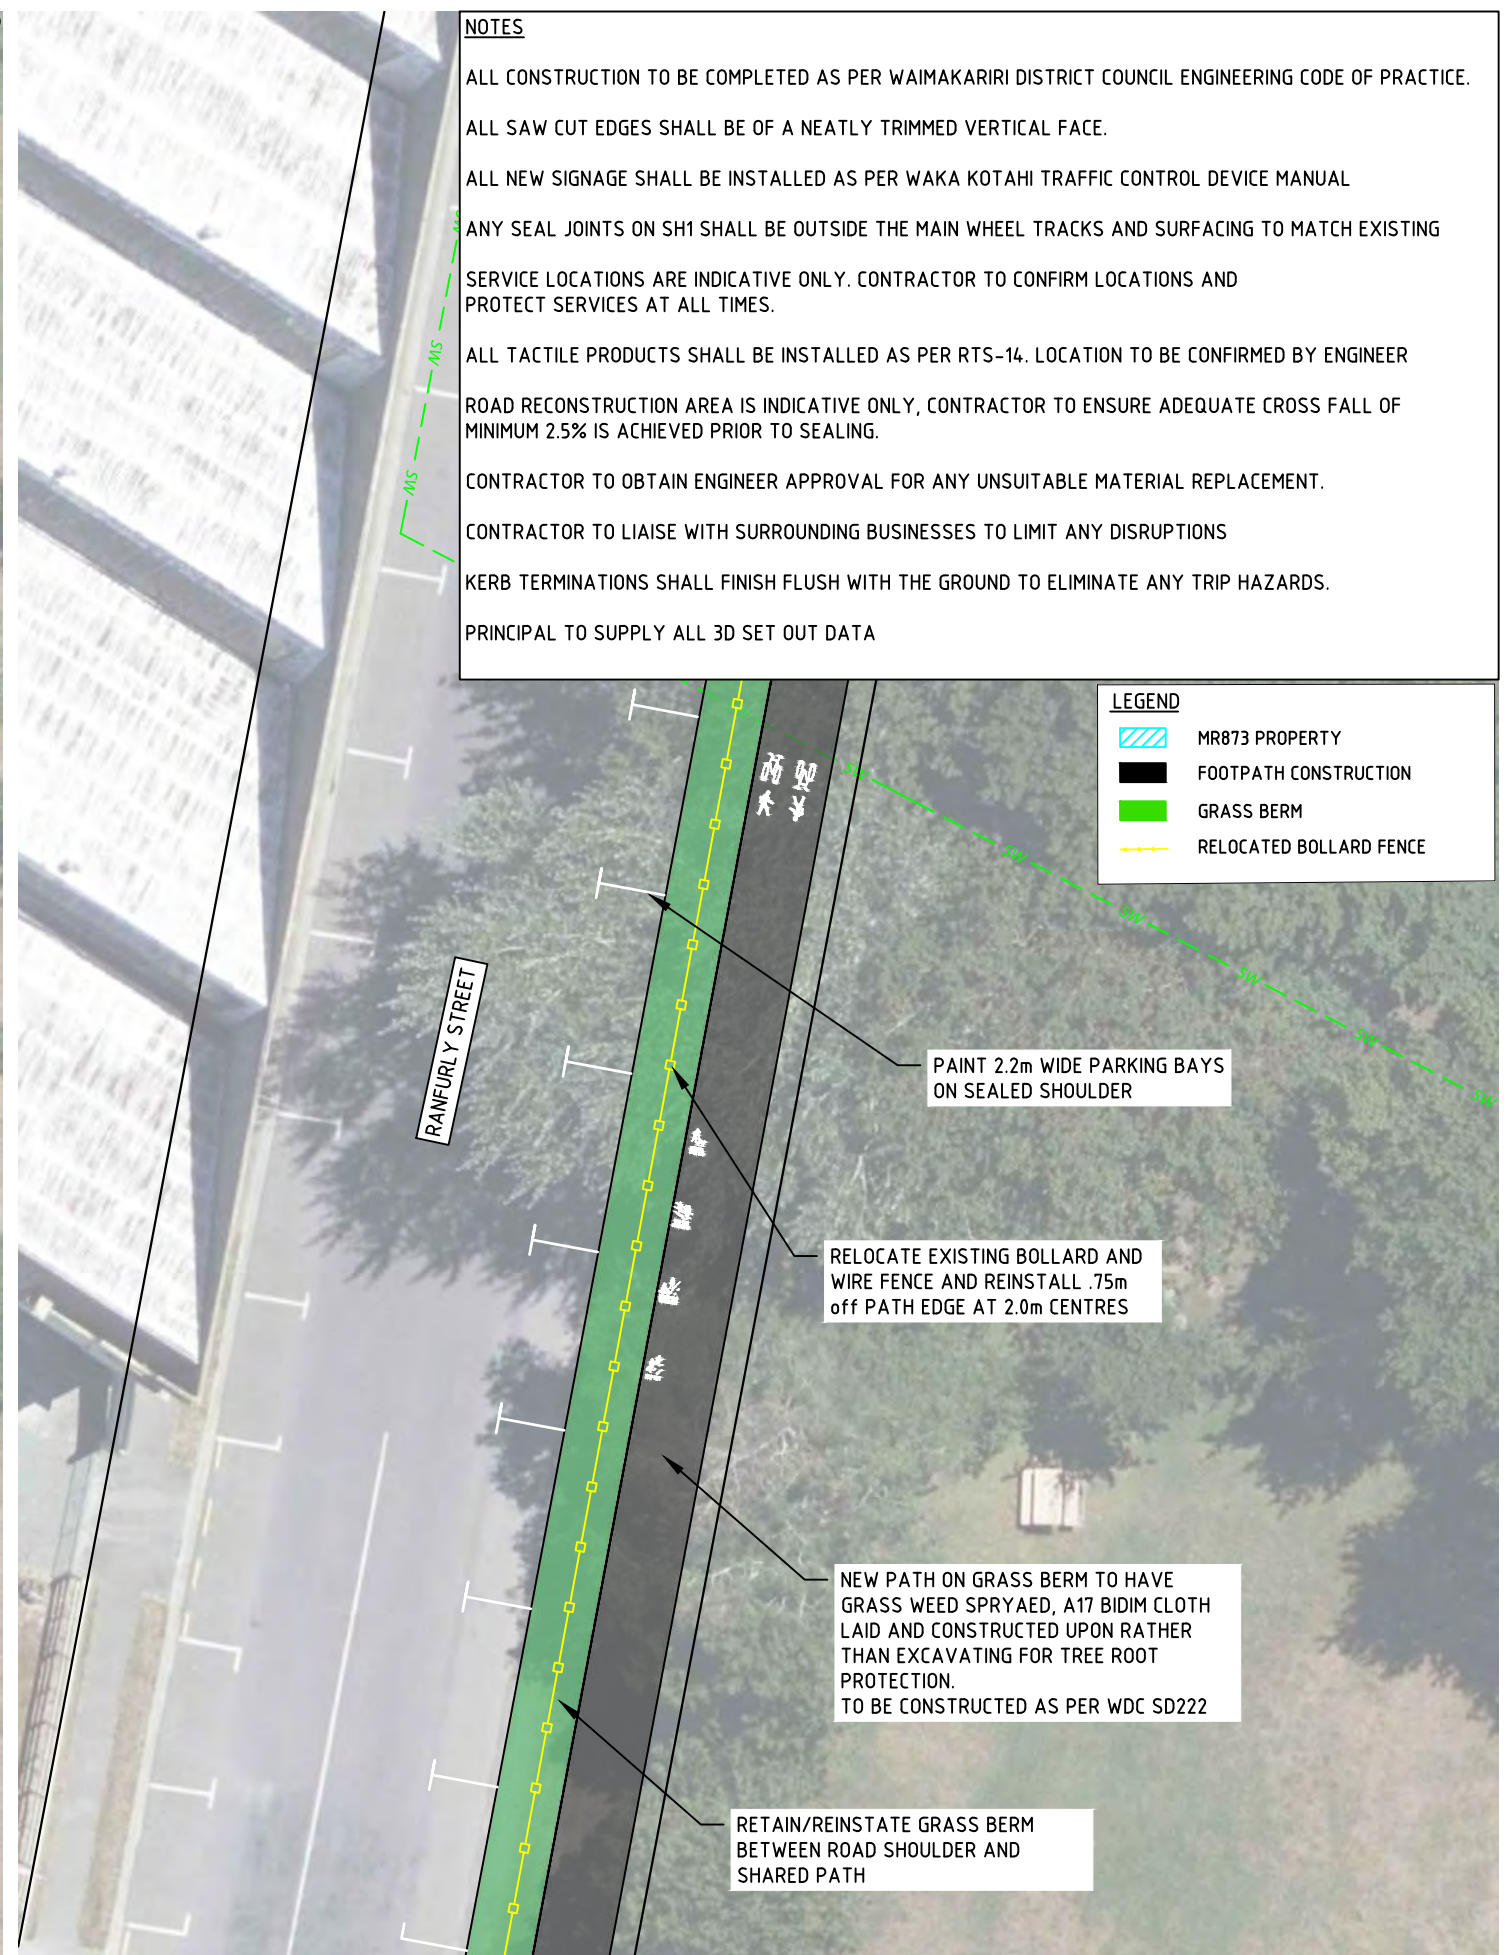 NOTES
ALL CONSTRUCTION TO BE COMPLETED AS PER WAIMAKARIRI DISTRICT COUNCIL ENGINEERING CODE OF PRACTICE.
ALL SAW CUT EDGES SHALL BE OF A NEATLY TRIMMED VERTICAL FACE.
ALL NEW SIGNAGE SHALL BE INSTALLED AS PER WAKA KOTAHI TRAFFIC CONTROL DEVICE MANUAL
ANY SEAL JOINTS ON SH1 SHALL BE OUTSIDE THE MAIN WHEEL TRACKS AND SURFACING TO MATCH EXISTING
SERVICE LOCATIONS ARE INDICATIVE ONLY. CONTRACTOR TO CONFIRM LOCATIONS AND
PROTECT SERVICES AT ALL TIMES.
ALL TACTILE PRODUCTS SHALL BE INSTALLED AS PER RTS-14. LOCATION TO BE CONFIRMED BY ENGINEER
ROAD RECONSTRUCTION AREA IS INDICATIVE ONLY, CONTRACTOR TO ENSURE ADEQUATE CROSS FALL OF
MINIMUM 2.5% IS ACHIEVED PRIOR TO SEALING.
CONTRACTOR TO OBTAIN ENGINEER APPROVAL FOR ANY UNSUITABLE MATERIAL REPLACEMENT.
CONTRACTOR TO LIAISE WITH SURROUNDING BUSINESSES TO LIMIT ANY DISRUPTIONS
KERB TERMINATIONS SHALL FINISH FLUSH WITH THE GROUND TO ELIMINATE ANY TRIP HAZARDS.
PRINCIPAL TO SUPPLY ALL 3D SET OUT DATA
LEGEND
MR873 PROPERTY
FOOTPATH CONSTRUCTION
GRASS BERM
RELOCATED BOLLARD FENCE
SW
SW
SW
SW
SW
SW
SW
SW
SW
RANFURLY STREET
PAINT 2.2m WIDE PARKING BAYS
ON SEALED SHOULDER
RELOCATE EXISTING BOLLARD AND
WIRE FENCE AND REINSTALL .75m
off PATH EDGE AT 2.0m CENTRES
NEW PATH ON GRASS BERM TO HAVE
GRASS WEED SPRYAED, A17 BIDIM CLOTH
LAID AND CONSTRUCTED UPON RATHER
THAN EXCAVATING FOR TREE ROOT
PROTECTION.
TO BE CONSTRUCTED AS PER WDC SD222
RETAIN/REINSTATE GRASS BERM
BETWEEN ROAD SHOULDER AND
SHARED PATH